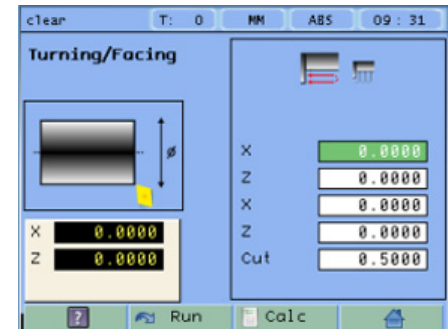 clear T: 0 MM ABS 09 : 31
Turning/Facing
ø
X 0.0000
Z 0.0000
X 0.0000
Z 0.0000
Cut 0.5000
X 0.0000
Z 0.0000
? Run Calc